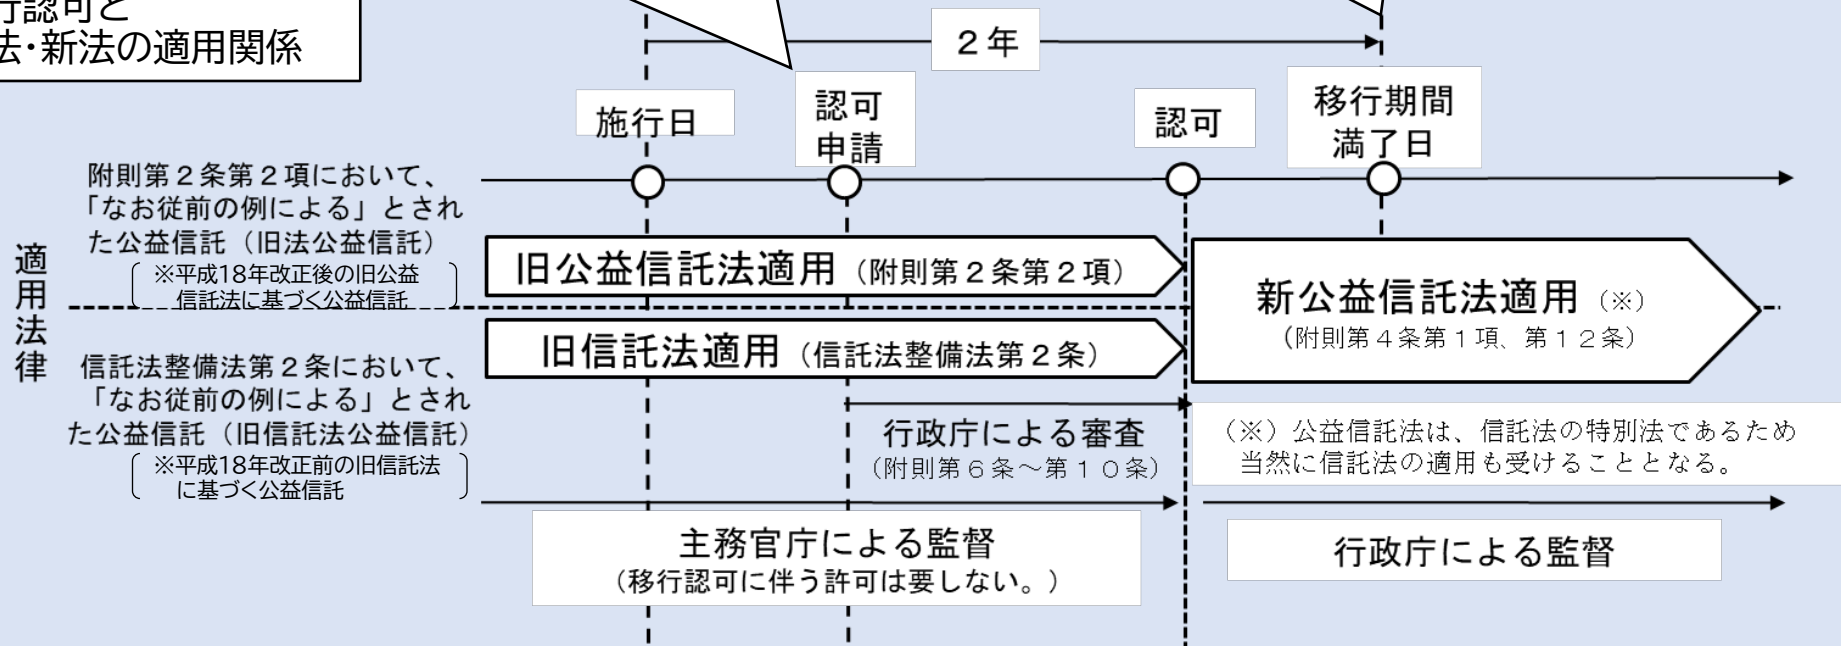 行認可と
法・新法の適用関係
２年
施行日
認可
申請
認可
移行期間
満了日
適用法律
附則第２条第２項において、
「なお従前の例による」とされ
た公益信託（旧法公益信託）
※平成18年改正後の旧公益
信託法に基づく公益信託
旧公益信託法適用（附則第２条第２項）
新公益信託法適用（※）
（附則第４条第１項、第１２条）
信託法整備法第２条において、
「なお従前の例による」とされ
た公益信託（旧信託法公益信託）
※平成18年改正前の旧信託法
に基づく公益信託
旧信託法適用（信託法整備法第２条）
行政庁による審査
（附則第６条～第１０条）
（※）公益信託法は、信託法の特別法であるため
当然に信託法の適用も受けることとなる。
主務官庁による監督
（移行認可に伴う許可は要しない。）
行政庁による監督